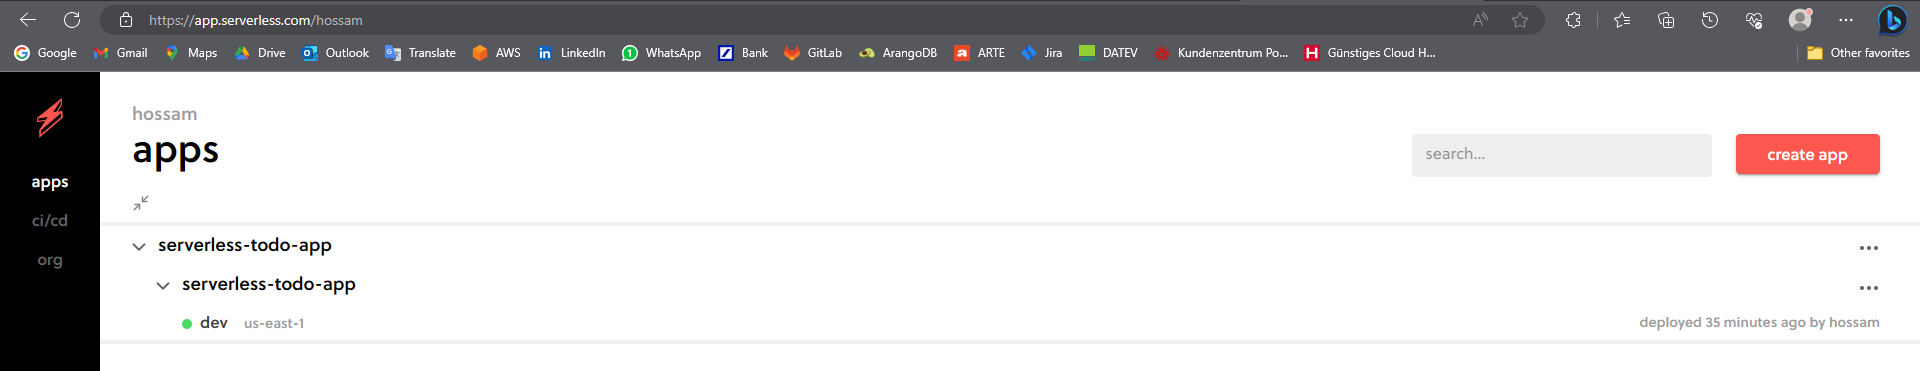 https://app.serverless.com/hossam
Google Gmail Maps Drive Outlook Translate AWS LinkedIn WhatsApp Bank GitLab ArangoDB ARTE Jira DATEV Kundenzentrum Po... Günstiges Cloud H... Other favorites
hossam
apps
search...
create app
apps
ci/cd
org
serverless-todo-app
serverless-todo-app
dev us-east-1 deployed 35 minutes ago by hossam